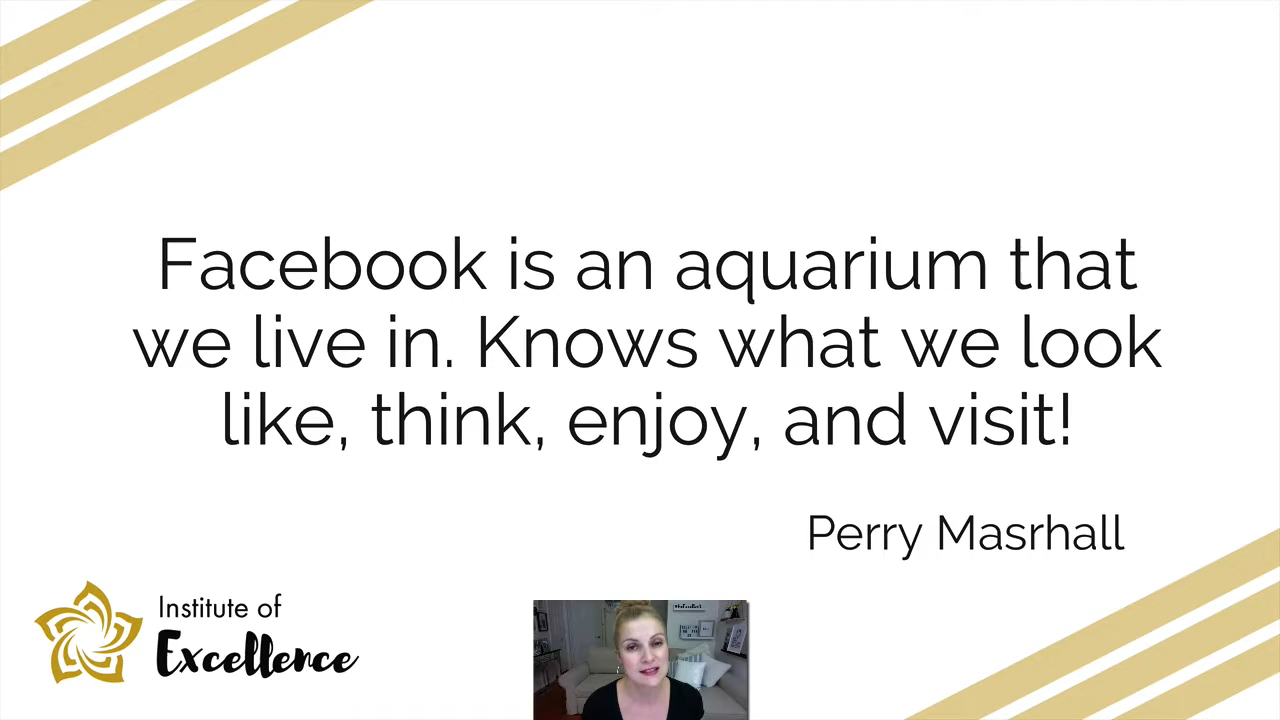 Facebook is an aquarium that
we live in. Knows what we look
like, think, enjoy, and visit!
Perry Masrhall
Institute of
Excellence